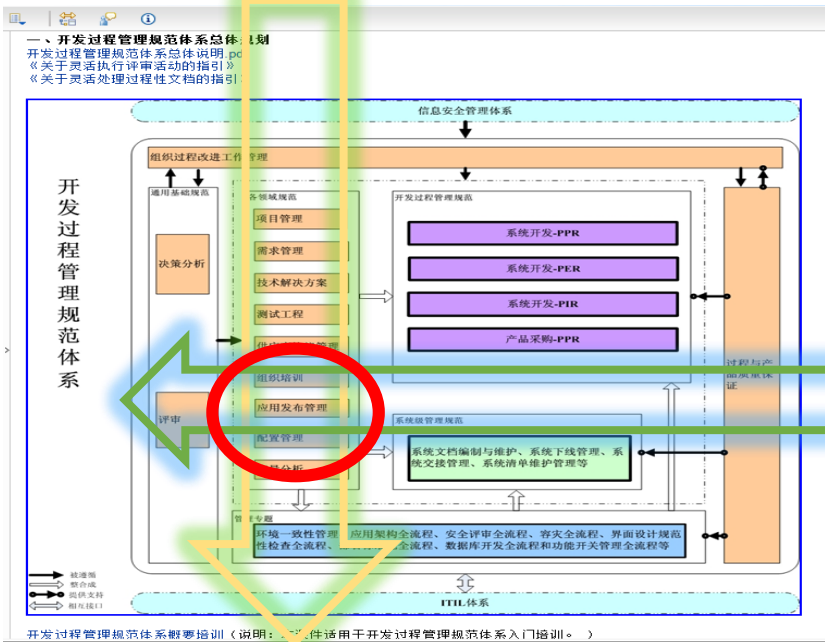 一、开发过程管理规范体系总体规划
开发过程管理规范体系总体说明.pd
《关于灵活执行评审活动的指引》
《关于灵活处理过程性文档的指引
信息安全管理体系
组织过程改进工作管理
开发过程管理规范体系
通用基础规范
决策分析
评审
各领域规范
项目管理
需求管理
技术解决方案
测试工程
组织培训
应用发布管理
配置管理
开发过程管理规范
系统开发-PPR
系统开发-PER
系统开发-PIR
产品采购-PPR
过程与产
品质量保
证
系统级管理规范
系统文档编制与维护、系统下线管理、系
统交接管理、系统清单维护管理等
专题
环境一致性管理、应用架构全流程、安全评审全流程、容灾全流程、界面设计规范
性检查全流程、全流程、数据库开发全流程和功能开关管理全流程等
被遵循
整合成
提供支持
相互接口
ITIL体系
开发过程管理规范体系概要培训(说明：件适用于开发过程管理规范体系入门培训。 )